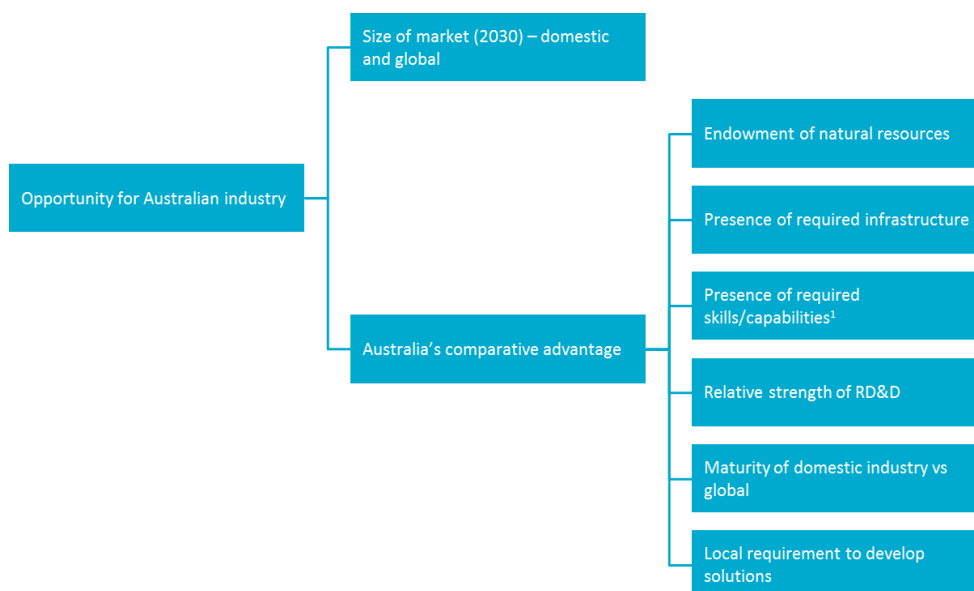 Size of market (2030) – domestic
and global
Opportunity for Australian industry
Australia’s comparative advantage
Endowment of natural resources
Presence of required infrastructure
Presence of required
skills/capabilities¹
Relative strength of RD&D
Maturity of domestic industry vs
global
Local requirement to develop
solutions